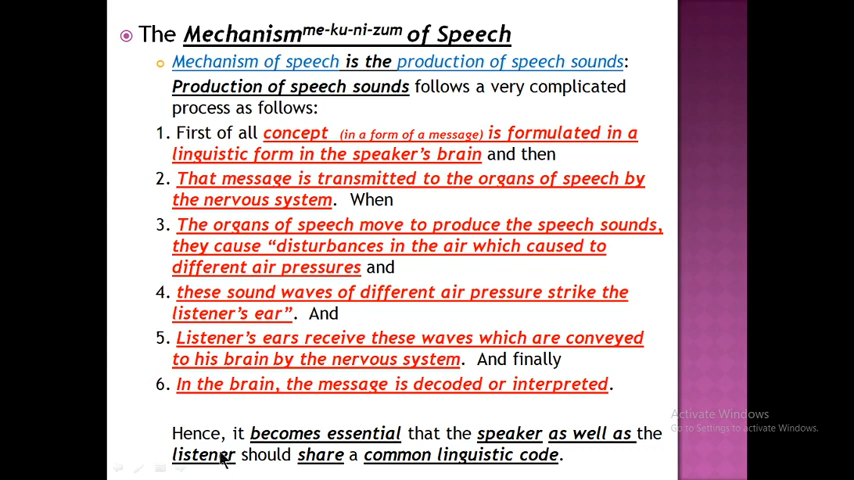 The Mechanism me-ku-ni-zum of Speech
Mechanism of speech is the production of speech sounds:
Production of speech sounds follows a very complicated
process as follows:
1. First of all concept (in a form of a message) is formulated in a
linguistic form in the speaker's brain and then
2. That message is transmitted to the organs of speech by
the nervous system. When
3. The organs of speech move to produce the speech sounds,
they cause “disturbances in the air which caused to
different air pressures and
4. these sound waves of different air pressure strike the
listener's ear”. And
5. Listener's ears receive these waves which are conveyed
to his brain by the nervous system. And finally
6. In the brain, the message is decoded or interpreted.
Hence, it becomes essential that the speaker as well as the
listener should share a common linguistic code.
Activate Windows
Go to Settings to activate Windows.